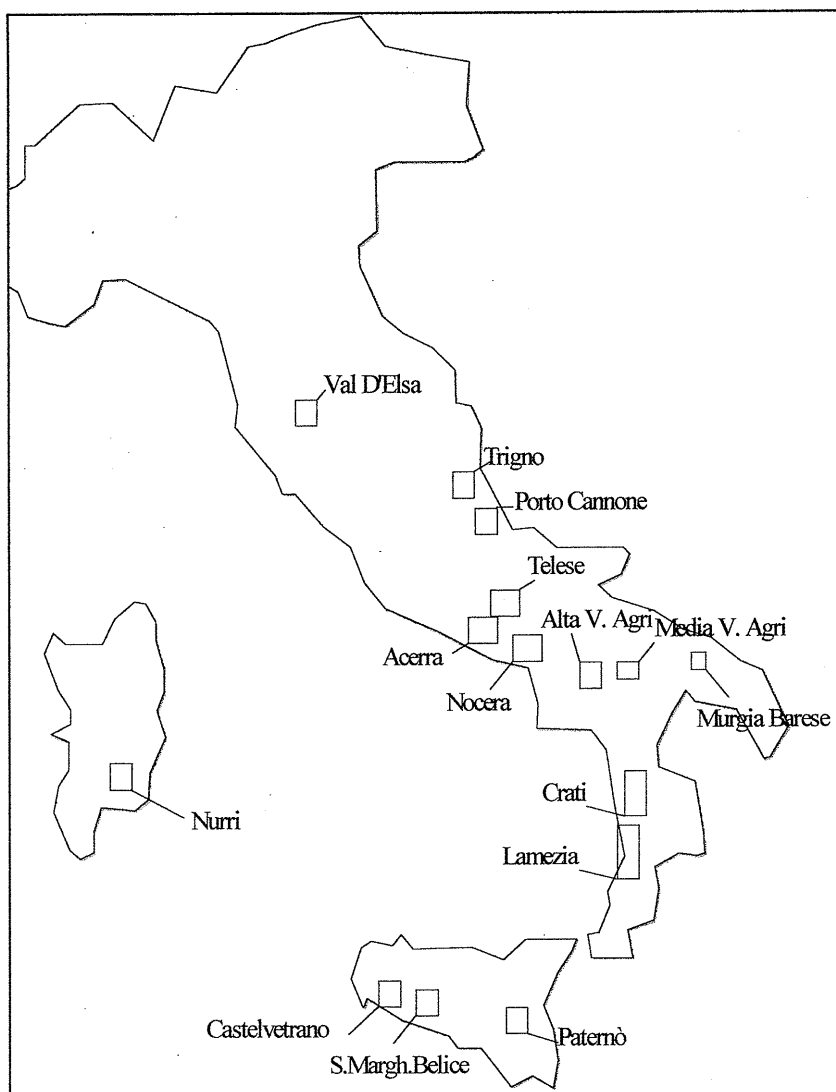 Val D'Elsa
Trigno
Porto Cannone
Telese
Alta V. Agri
Media V. Agri
Acerra
Nocera
Murgia Barese
Crati
Nurri
Lamezia
Castelvetrano
S.Margh.Belice
Paternò